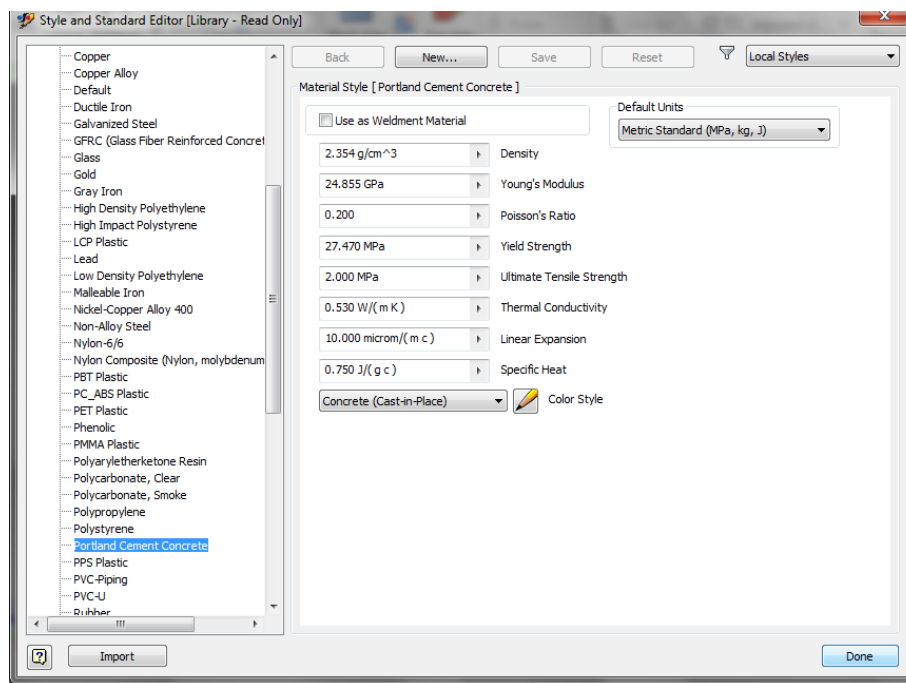 Style and Standard Editor [Library - Read Only]
Copper
Copper Alloy
Default
Ductile Iron
Galvanized Steel
GFRC (Glass Fiber Reinforced Concret
Glass
Gold
Gray Iron
High Density Polyethylene
High Impact Polystyrene
LCP Plastic
Lead
Low Density Polyethylene
Malleable Iron
Nickel-Copper Alloy 400
Non-Alloy Steel
Nylon-6/6
Nylon Composite (Nylon, molybdenum
PBT Plastic
PC_ABS Plastic
PET Plastic
Phenolic
PMMA Plastic
Polyaryletherketone Resin
Polycarbonate, Clear
Polycarbonate, Smoke
Polypropylene
Polystyrene
Portland Cement Concrete
PPS Plastic
PVC-Piping
PVC-U
Rubber
Back New... Save Reset Local Styles
Material Style [ Portland Cement Concrete ]
Use as Weldment Material
Default Units
Metric Standard (MPa, kg, J)
2.354 g/cm^3 Density
24.855 GPa Young's Modulus
0.200 Poisson's Ratio
27.470 MPa Yield Strength
2.000 MPa Ultimate Tensile Strength
0.530 W/( m K ) Thermal Conductivity
10.000 microm/( m c ) Linear Expansion
0.750 J/( g c ) Specific Heat
Concrete (Cast-in-Place) Color Style
Import Done